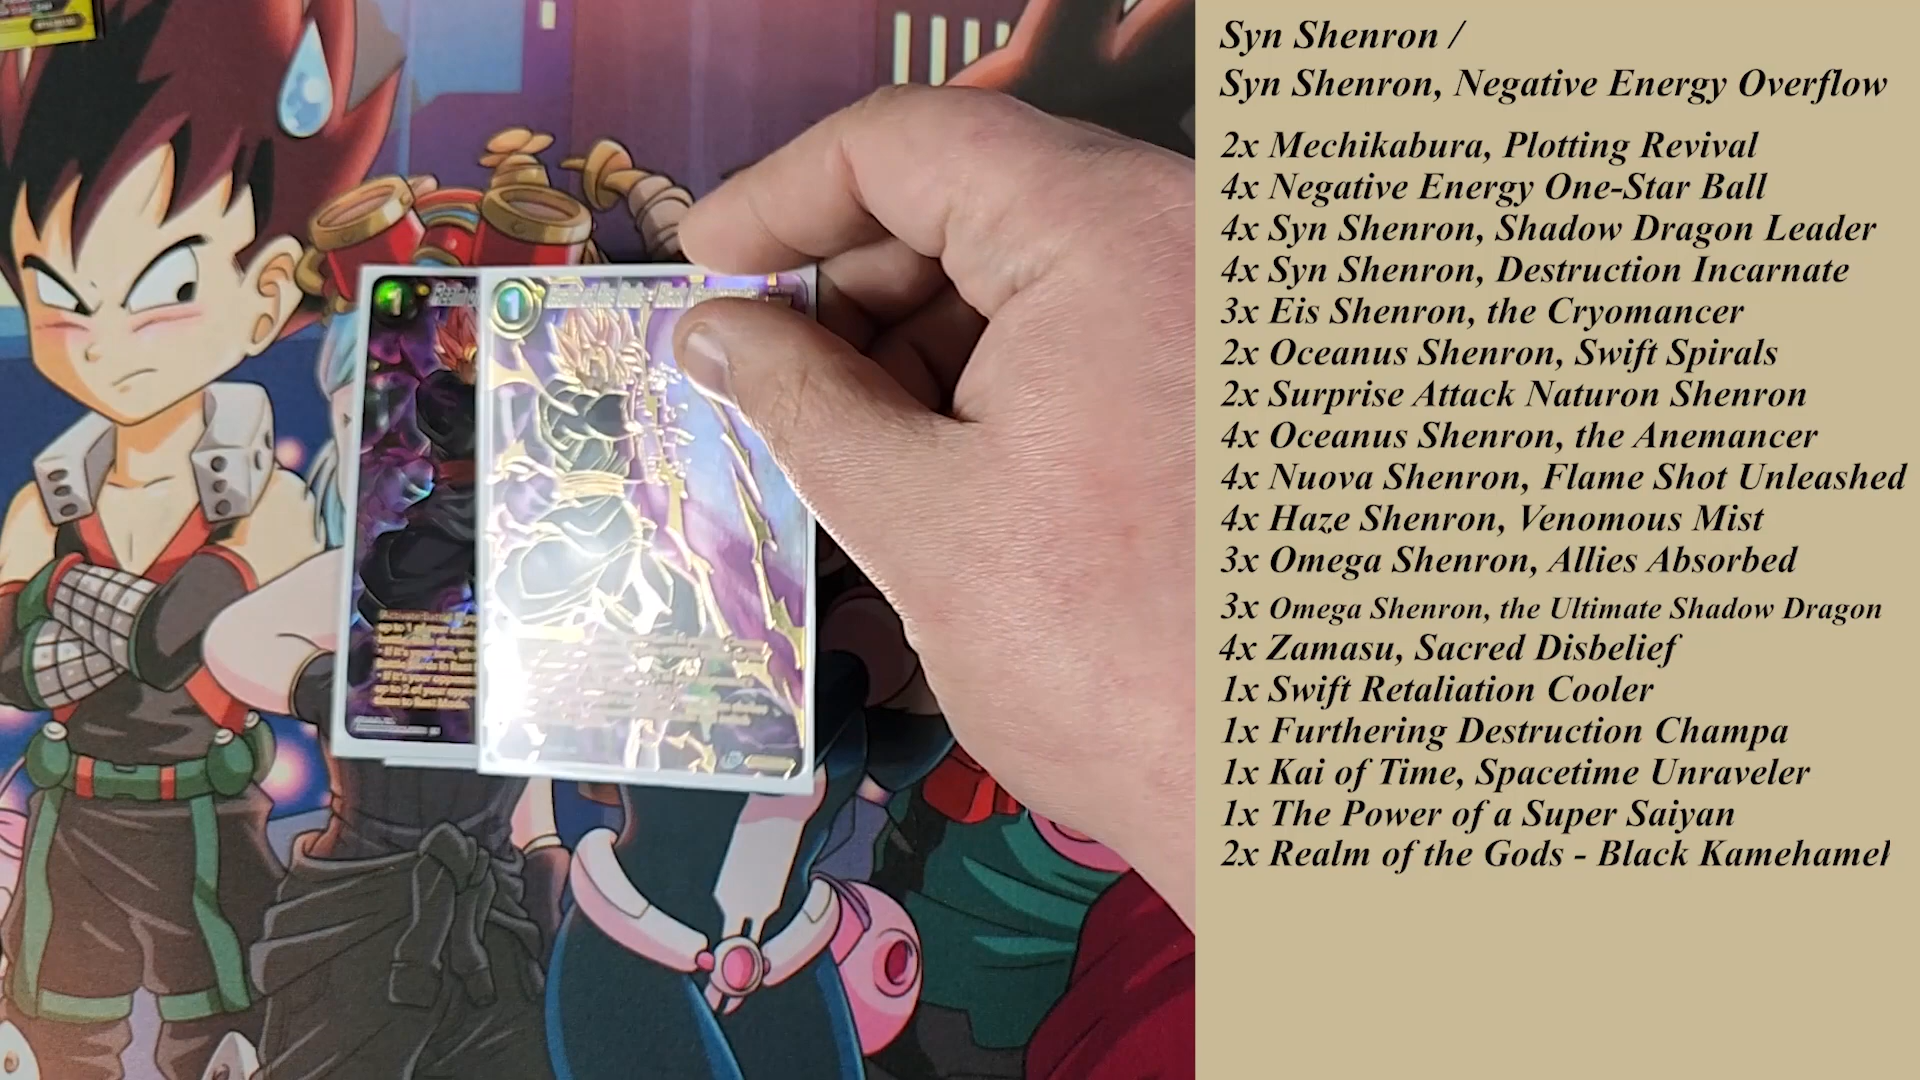 Syn Shenron /
Syn Shenron, Negative Energy Overflow
2x Mechikabura, Plotting Revival
4x Negative Energy One-Star Ball
4x Syn Shenron, Shadow Dragon Leader
4x Syn Shenron, Destruction Incarnate
3x Eis Shenron, the Cryomancer
2x Oceanus Shenron, Swift Spirals
2x Surprise Attack Naturon Shenron
4x Oceanus Shenron, the Anemancer
4x Nuova Shenron, Flame Shot Unleashed
4x Haze Shenron, Venomous Mist
3x Omega Shenron, Allies Absorbed
3x Omega Shenron, the Ultimate Shadow Dragon
4x Zamasu, Sacred Disbelief
1x Swift Retaliation Cooler
1x Furthering Destruction Champa
1x Kai of Time, Spacetime Unraveler
1x The Power of a Super Saiyan
2x Realm of the Gods - Black Kamehameh
1
1